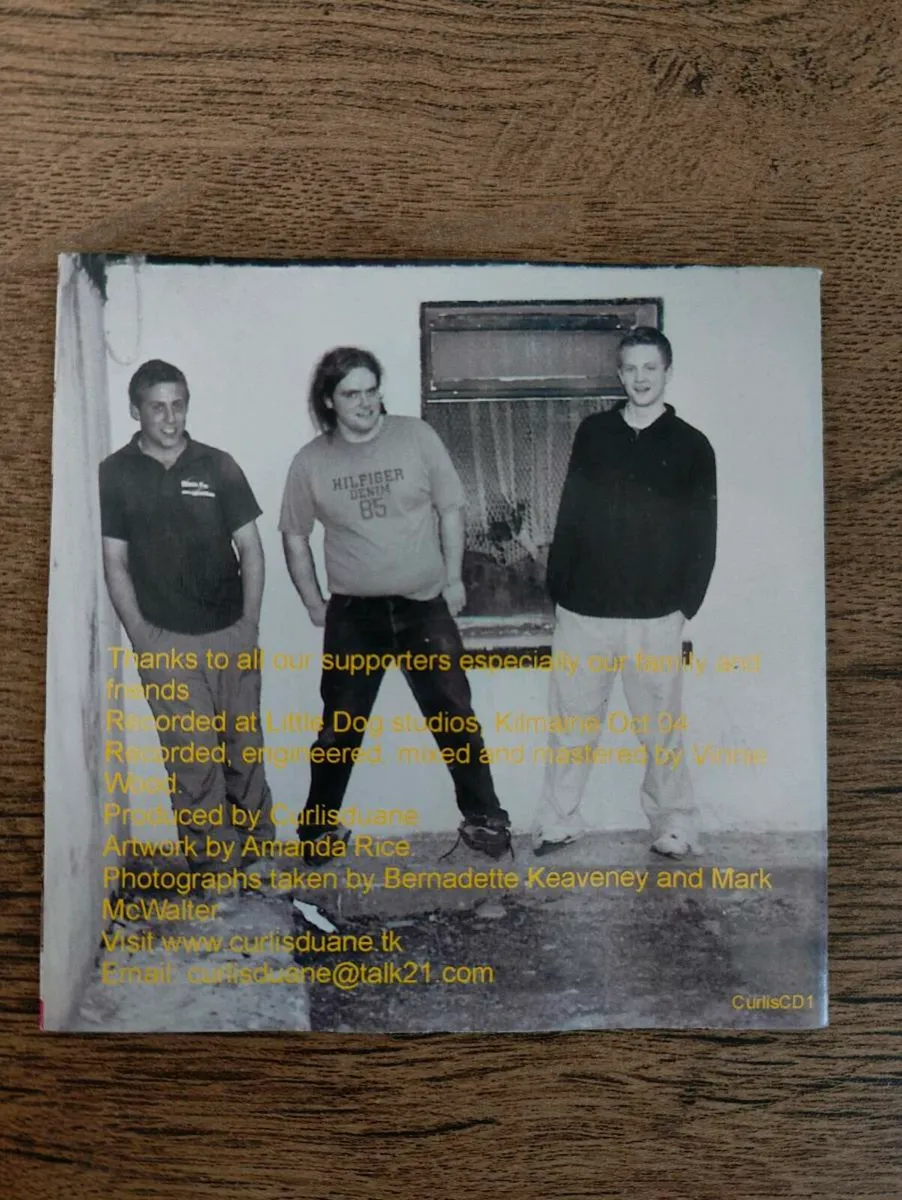 HILFIGER
DENIM
85
Thanks to all our supporters especially our family and
friends
Recorded at Little Dog studios, Kilmaine Oct 04
Recorded, engineered, mixed and mastered by Vinnie
Wood.
Produced by Curlisduane
Artwork by Amanda Rice.
Photographs taken by Bernadette Keaveney and Mark
McWalter.
Visit www.curlisduane.tk
Email: curlisduane@talk21.com
CurlisCD1